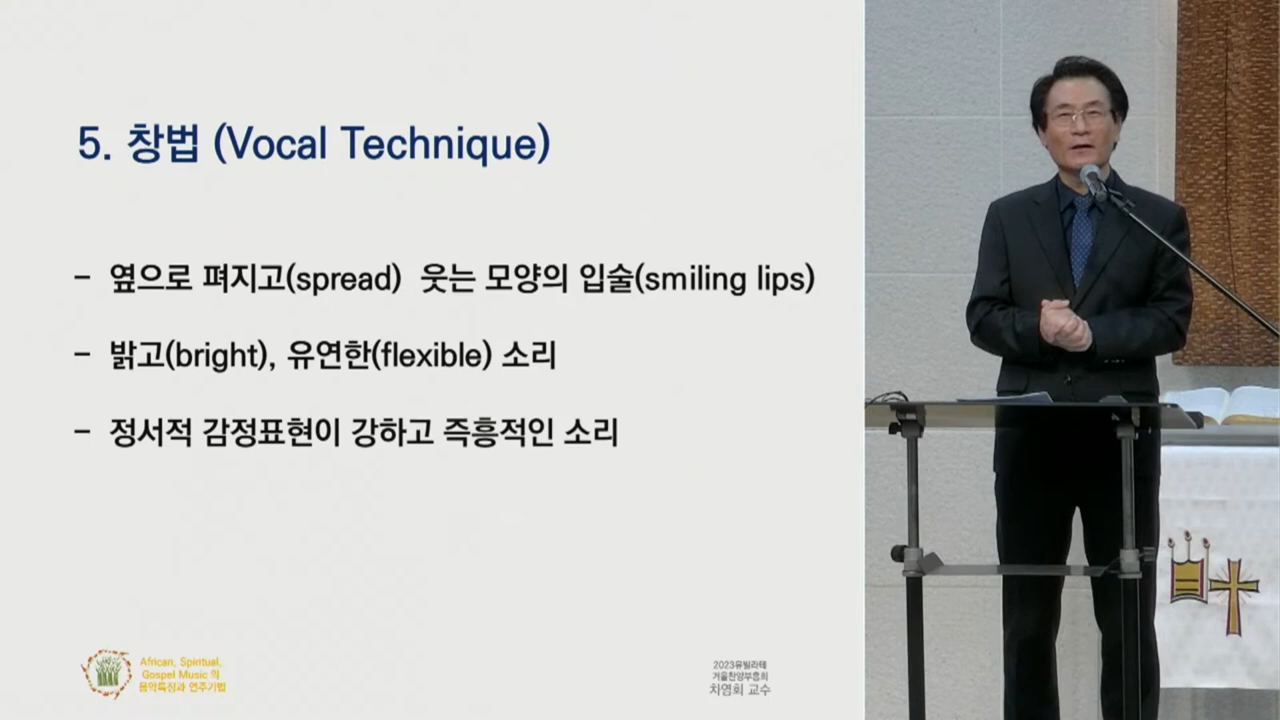 5. 창법 (Vocal Technique)
- 옆으로 펴지고(spread) 웃는 모양의 입술(smiling lips)
- 밝고(bright), 유연한(flexible) 소리
- 정서적 감정표현이 강하고 즉흥적인 소리
African, Spiritual,
Gospel Music 의
음악특징과 연주기법
2023유빌라테
겨울찬양부흥회
차영회 교수